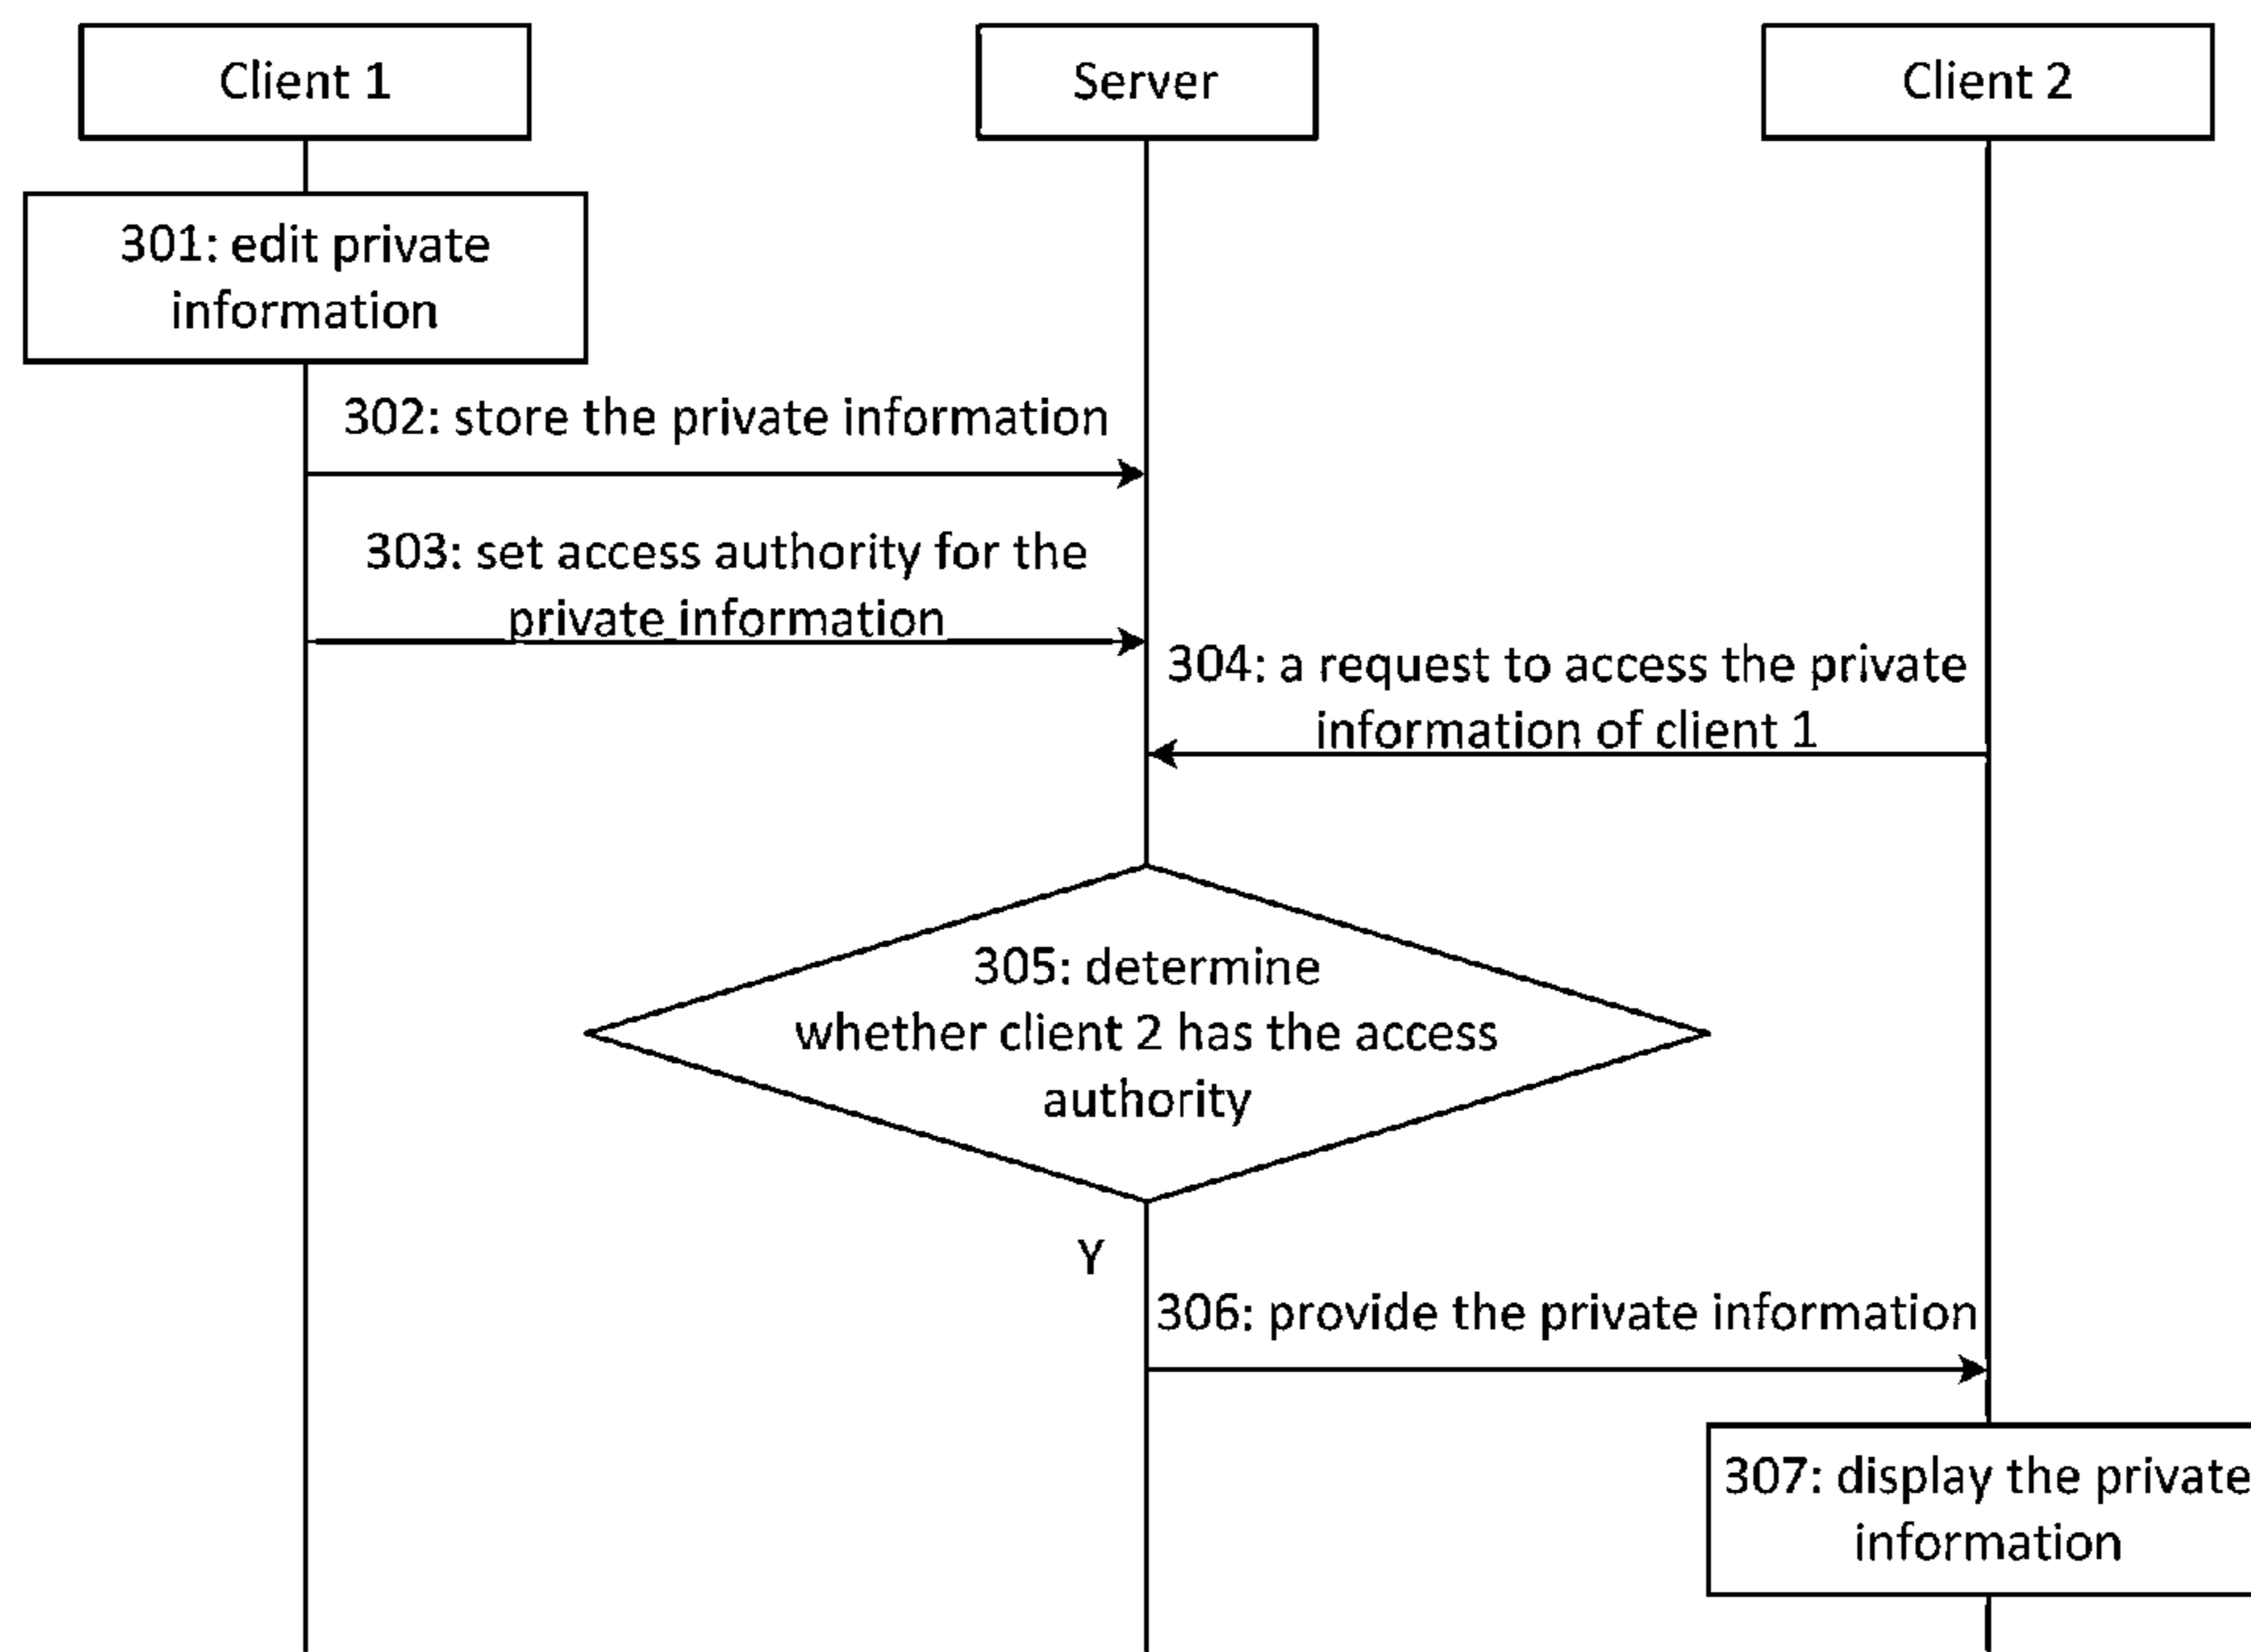 Client 1
Server
Client 2
301: edit private
information
302: store the private information
303: set access authority for the
private information
304: a request to access the private
information of client 1
305: determine
whether client 2 has the access
authority
Y
306: provide the private information
307: display the private
information